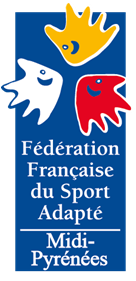 Fédération
Française
du Sport
Adapté
Midi-
Pyrénées